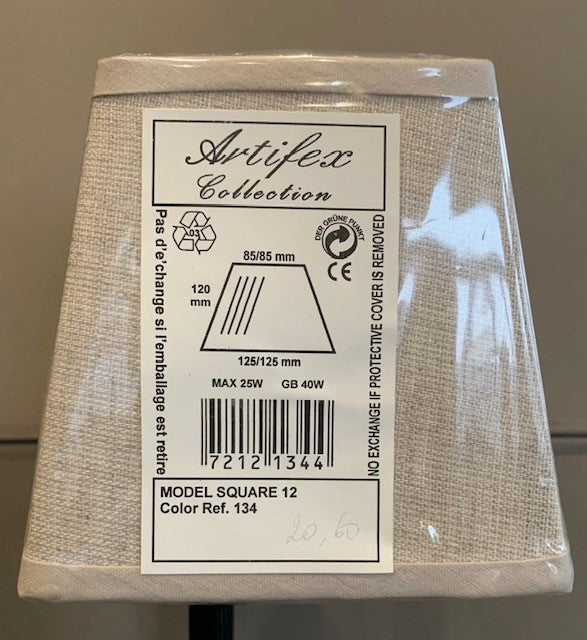 Artifex
Collection
03
DER GRÜNE PUNKT
CE
Pas d'e'change si l'emballage est retire
NO EXCHANGE IF PROTECTIVE COVER IS REMOVED
85/85 mm
120
mm
125/125 mm
MAX 25W GB 40W
7212 1344
MODEL SQUARE 12
Color Ref. 134
20,60